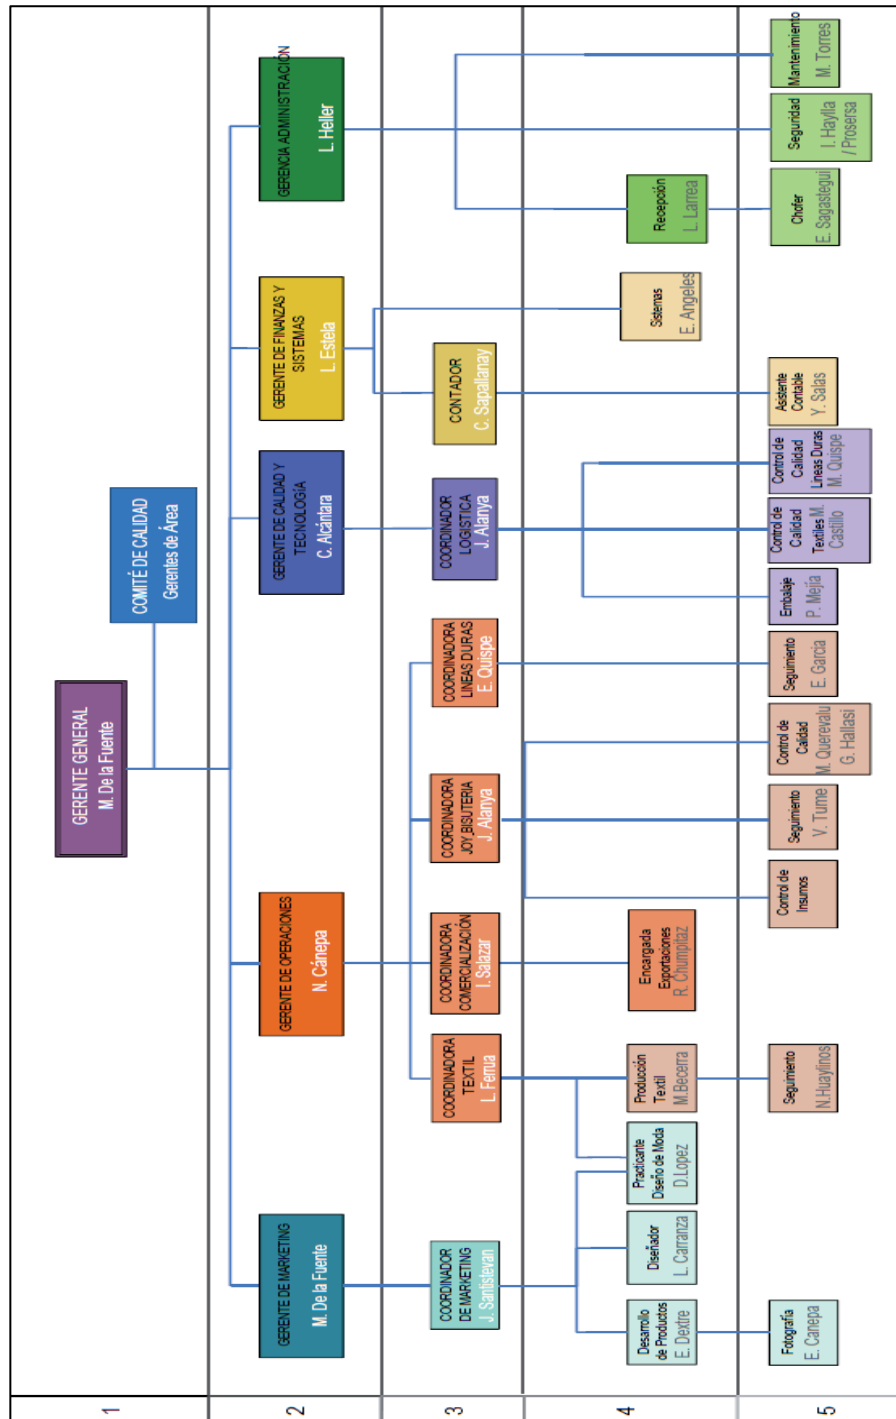 1
GERENTE GENERAL
M. De la Fuente
COMITÉ DE CALIDAD
Gerentes de Área
2
GERENTE DE MARKETING
M. De la Fuente
GERENTE DE OPERACIONES
N. Cánepa
GERENTE DE CALIDAD Y
TECNOLOGÍA
C. Alcántara
GERENTE DE FINANZAS Y
SISTEMAS
L. Estela
GERENCIA ADMINISTRACIÓN
L. Heller
3
COORDINADOR
DE MARKETING
J. Santistevan
COORDINADORA
TEXTIL
L. Ferrua
COORDINADORA
COMERCIALIZACIÓN
I. Salazar
COORDINADORA
JOY,BISUTERIA
J. Alanya
COORDINADORA
LINEAS DURAS
E. Quispe
COORDINADOR
LOGISTICA
J. Alanya
CONTADOR
C. Sapallanay
4
Desarrollo
de Productos
E. Dextre
Diseñador
L. Carranza
Practicante
Diseño de Moda
D.Lopez
Producción
Textil
M.Becerra
Encargada
Exportaciones
R. Chumpitaz
Sistemas
E. Angeles
Recepción
L. Larrea
5
Fotografía
E. Canepa
Seguimiento
N.Huaylinos
Control de
Insumos
Seguimiento
V. Tume
Control de
Calidad
M. Querevalu
G. Hallasi
Seguimiento
E. Garcia
Embalaje
P. Mejía
Control de
Calidad
Textiles M.
Castillo
Control de
Calidad
Lineas Duras
M. Quispe
Asistente
Contable
Y. Salas
Chofer
E. Sagastegui
Seguridad
I. Haylla
/ Prosersa
Mantenimiento
M. Torres